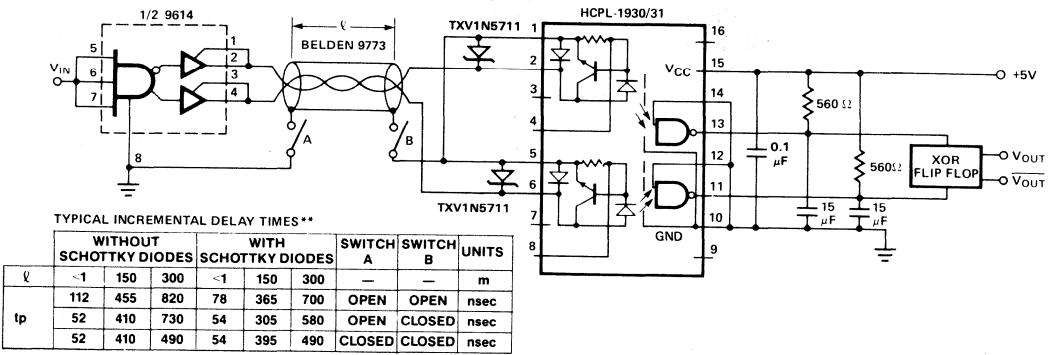 1/2 9614
HCPL-1930/31
TXV1N5711
ℓ
BELDEN 9773
V_IN
5
6
7
1
2
3
4
8
A
B
1
2
3
4
5
6
7
8
16
V_CC
15
14
13
12
11
10
9
GND
+5V
560 Ω
560Ω
0.1
μF
15
μF
15
μF
XOR
FLIP FLOP
V_OUT
V̅_O̅U̅T̅
TXV1N5711
TYPICAL INCREMENTAL DELAY TIMES**
WITHOUT SCHOTTKY DIODES WITH SCHOTTKY DIODES SWITCH A SWITCH B UNITS
ℓ <1 150 300 <1 150 300 — — m
tp 112 455 820 78 365 700 OPEN OPEN nsec
52 410 730 54 305 580 OPEN CLOSED nsec
52 410 490 54 395 490 CLOSED CLOSED nsec